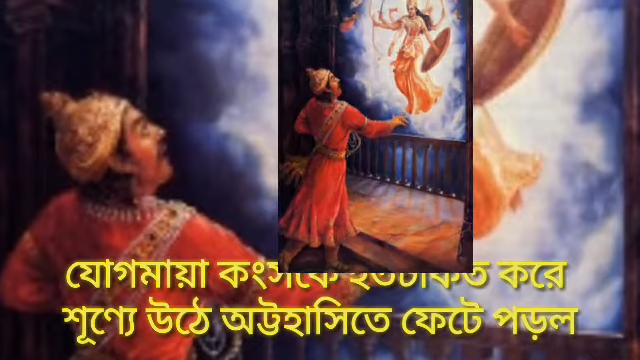 যোগমায়া কংসকে হতচকিত করে
শূণ্যে উঠে অট্টহাসিতে ফেটে পড়ল